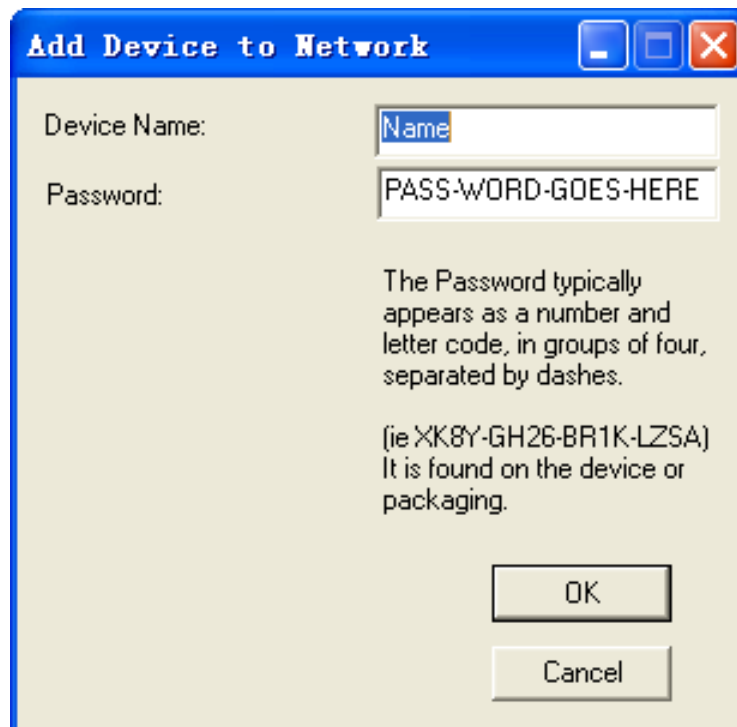 Add Device to Network
Device Name:
Name
Password:
PASS-WORD-GOES-HERE
The Password typically
appears as a number and
letter code, in groups of four,
separated by dashes.
(ie XK8Y-GH26-BR1K-LZSA)
It is found on the device or
packaging.
OK
Cancel